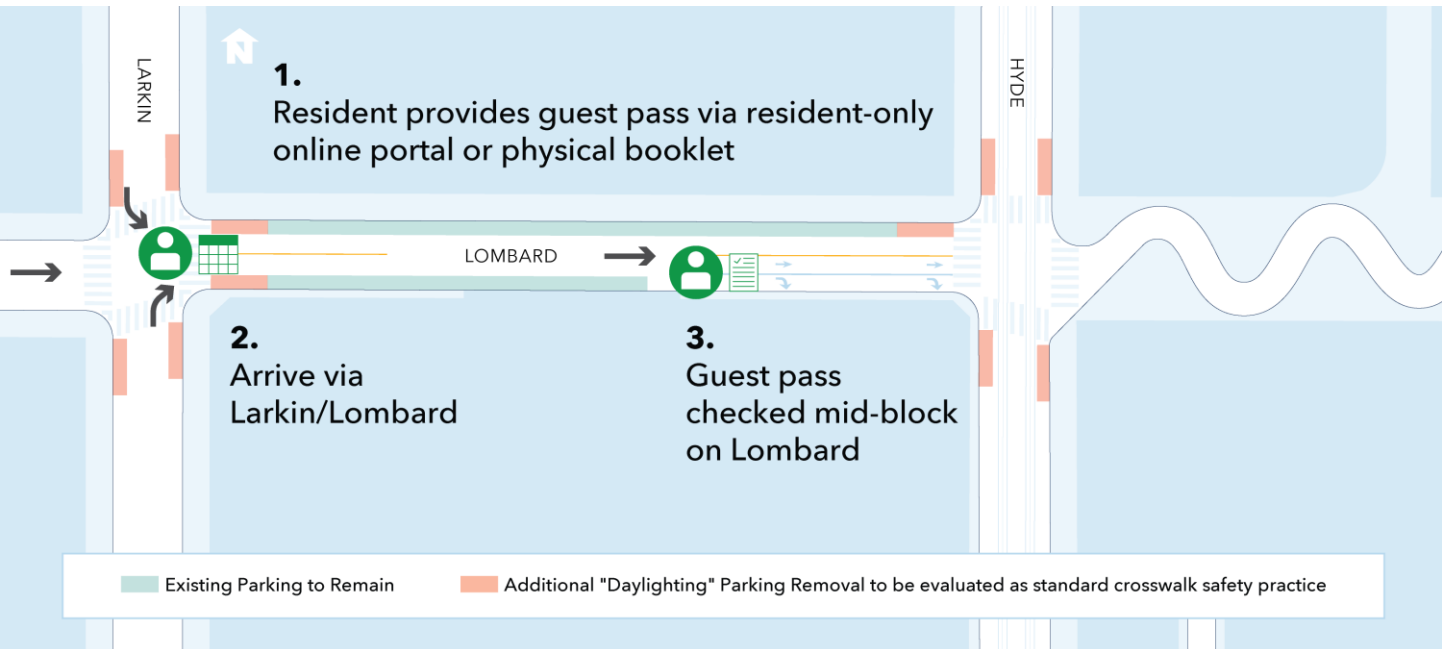 N
LARKIN
HYDE
1.
Resident provides guest pass via resident-only
online portal or physical booklet
LOMBARD
2.
Arrive via
Larkin/Lombard
3.
Guest pass
checked mid-block
on Lombard
Existing Parking to Remain
Additional "Daylighting" Parking Removal to be evaluated as standard crosswalk safety practice